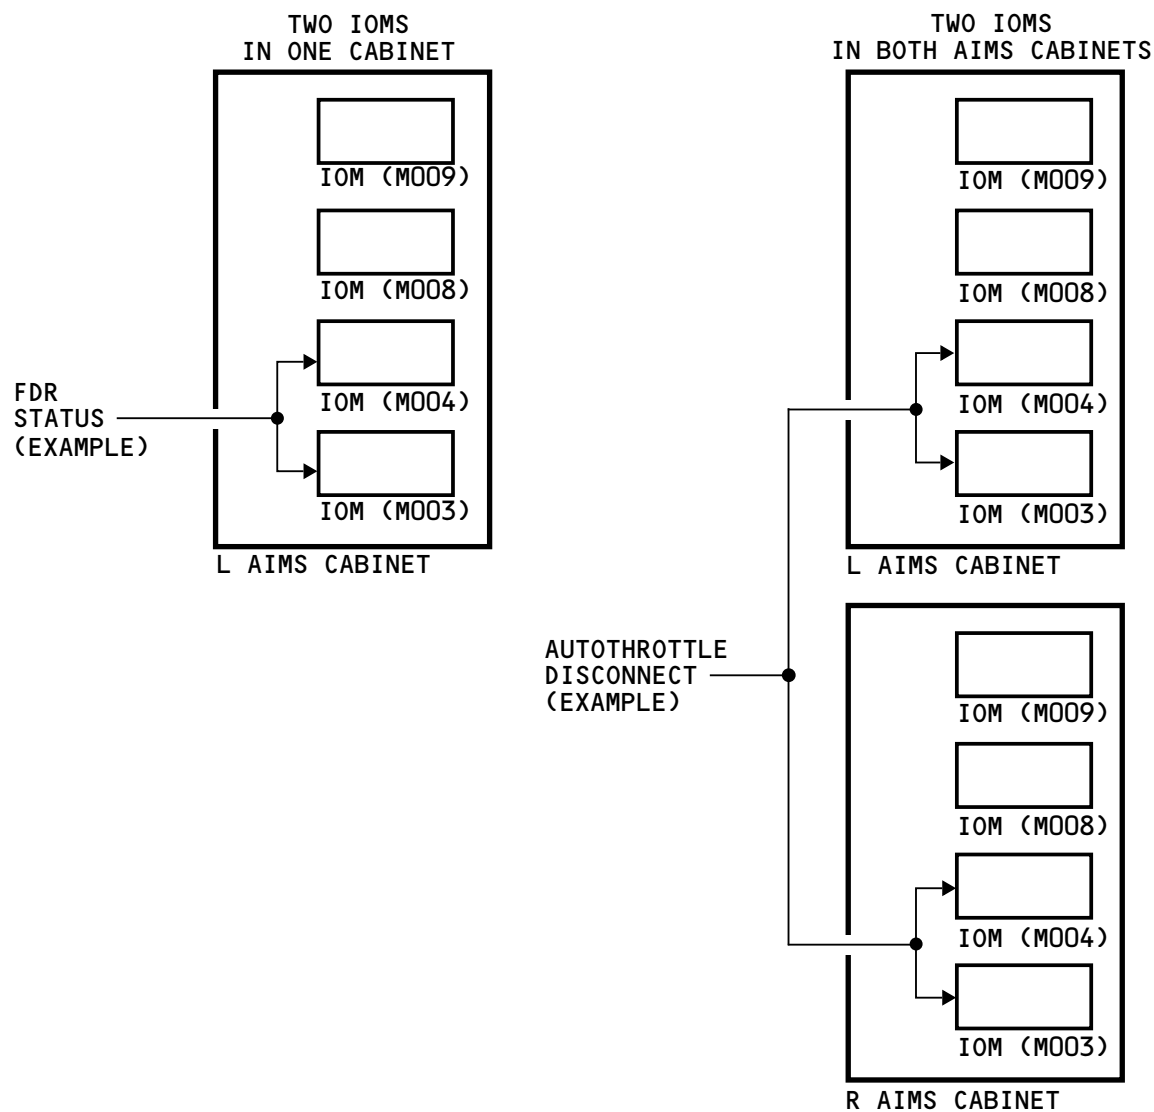 TWO IOMS
IN ONE CABINET
IOM (M009)
IOM (M008)
IOM (M004)
IOM (M003)
FDR
STATUS
(EXAMPLE)
L AIMS CABINET
TWO IOMS
IN BOTH AIMS CABINETS
IOM (M009)
IOM (M008)
IOM (M004)
IOM (M003)
L AIMS CABINET
AUTOTHROTTLE
DISCONNECT
(EXAMPLE)
IOM (M009)
IOM (M008)
IOM (M004)
IOM (M003)
R AIMS CABINET